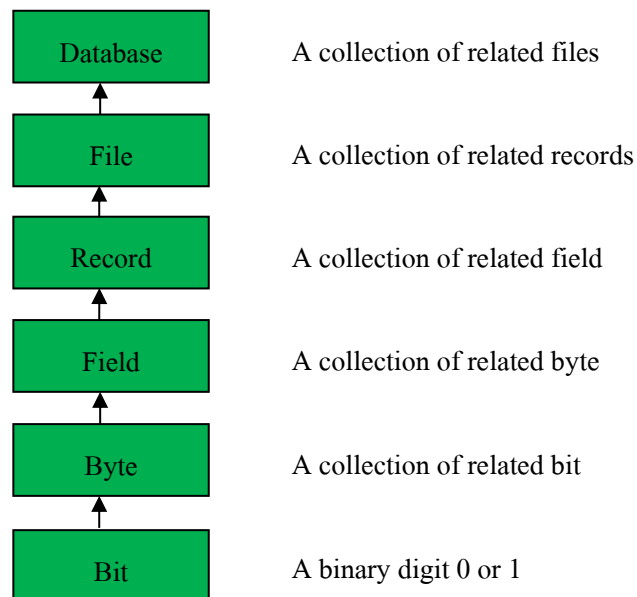 Database A collection of related files
File A collection of related records
Record A collection of related field
Field A collection of related byte
Byte A collection of related bit
Bit A binary digit 0 or 1